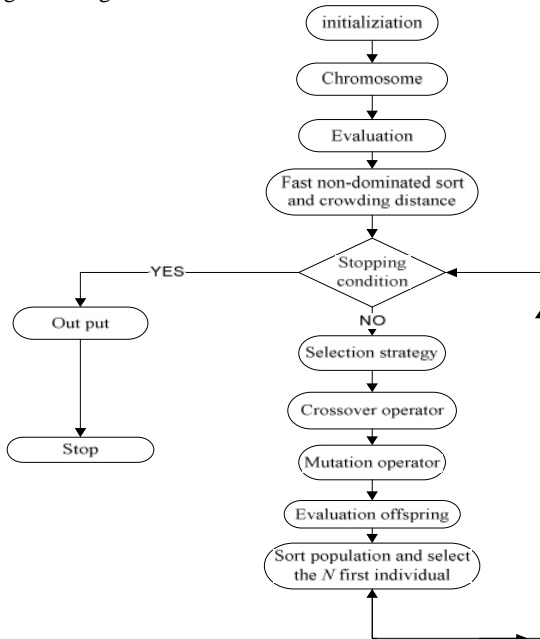 initializiation
Chromosome
Evaluation
Fast non-dominated sort
and crowding distance
Stopping
condition
YES
NO
Out put
Stop
Selection strategy
Crossover operator
Mutation operator
Evaluation offspring
Sort population and select
the N first individual